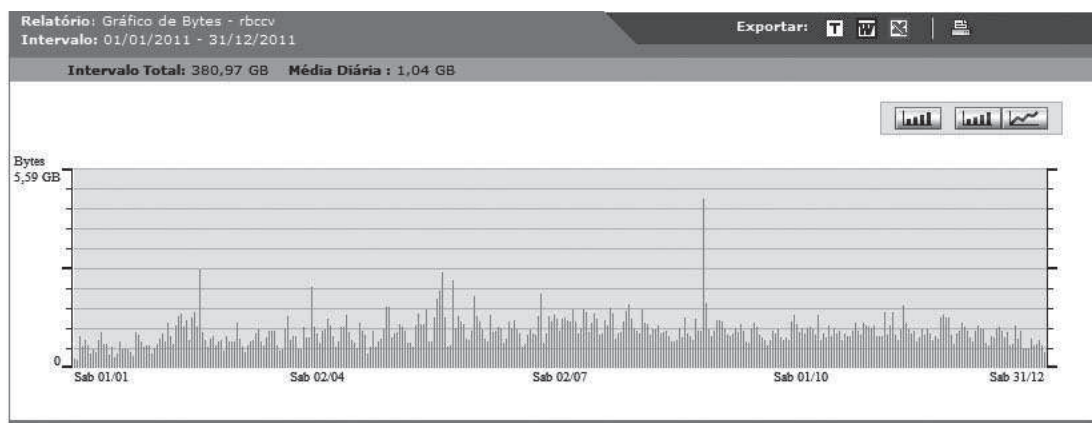 Relatório: Gráfico de Bytes - rbccv
Exportar: T W
Intervalo: 01/01/2011 - 31/12/2011
Intervalo Total: 380,97 GB Média Diária : 1,04 GB
Bytes
5,59 GB
0
Sab 01/01 Sab 02/04 Sab 02/07 Sab 01/10 Sab 31/12